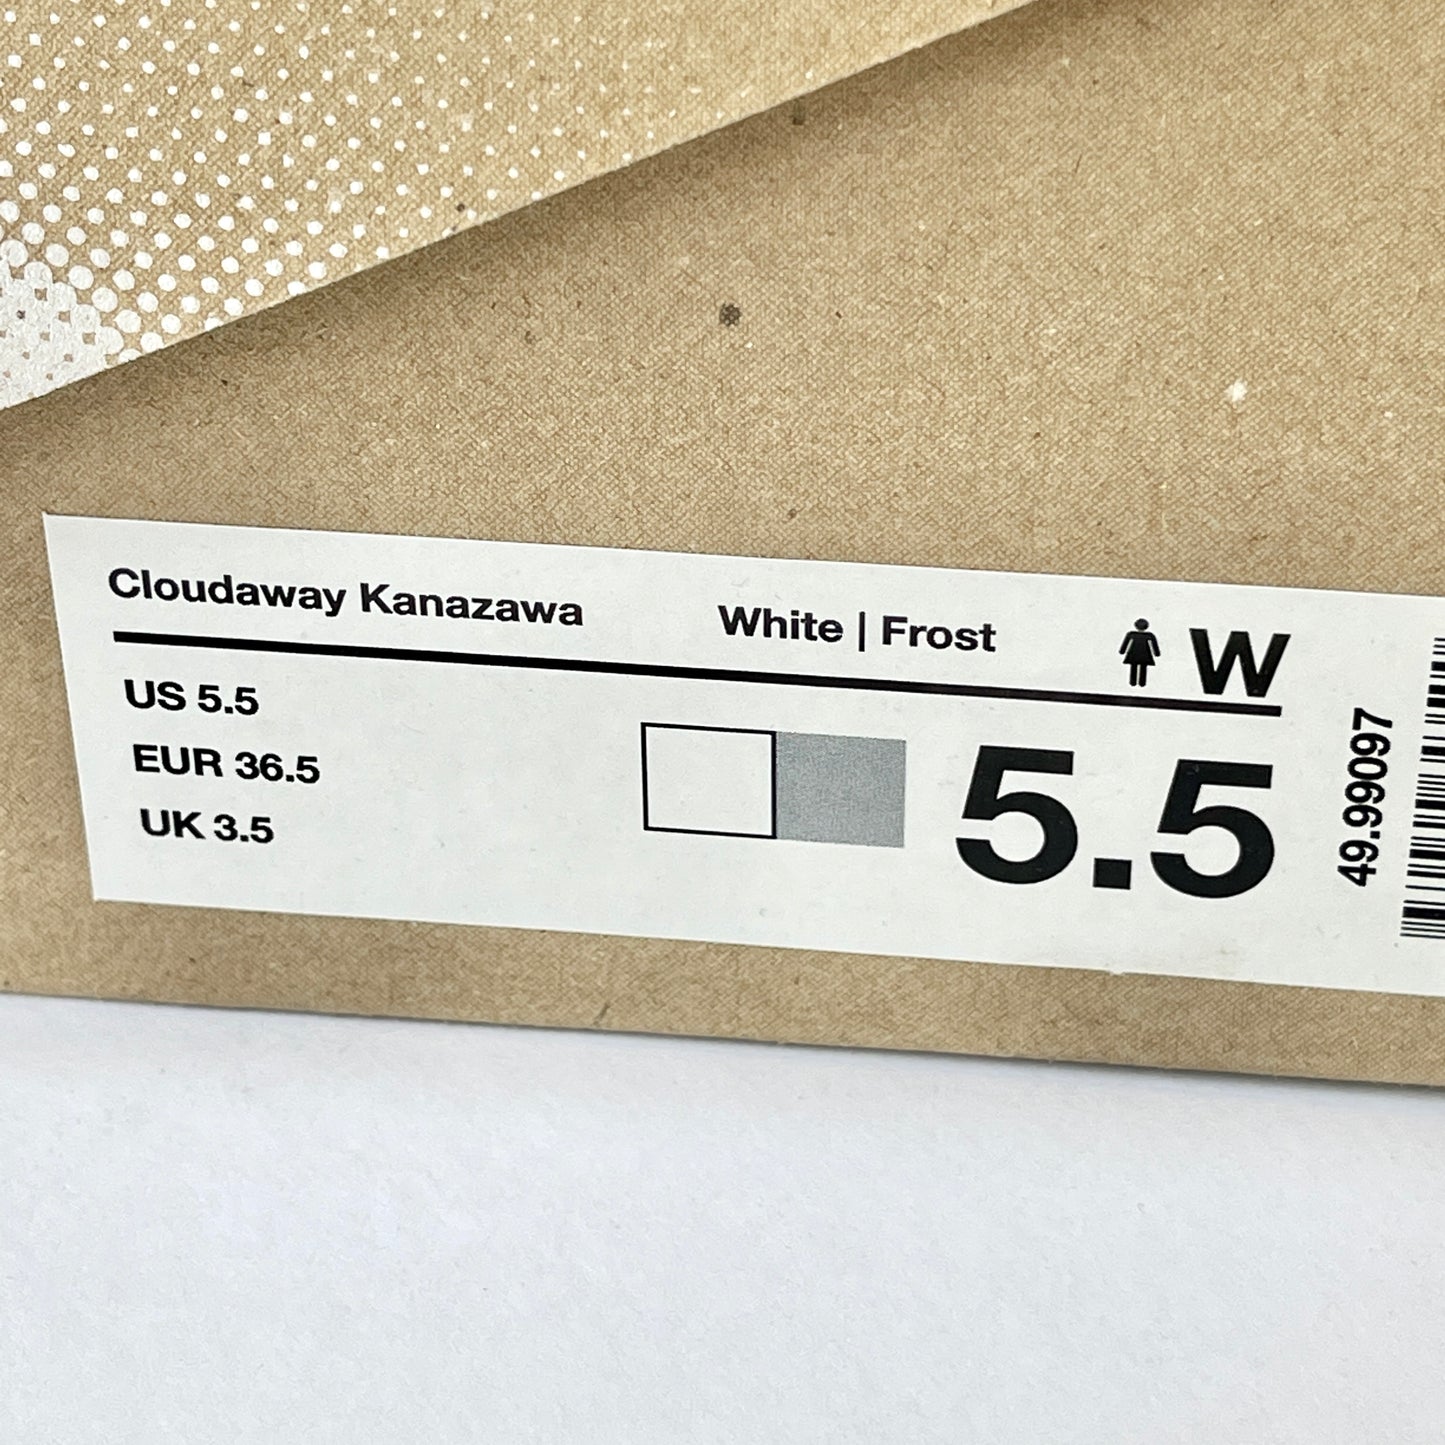 Cloudaway Kanazawa
White | Frost
W
US 5.5
EUR 36.5
UK 3.5
5.5
49.99097